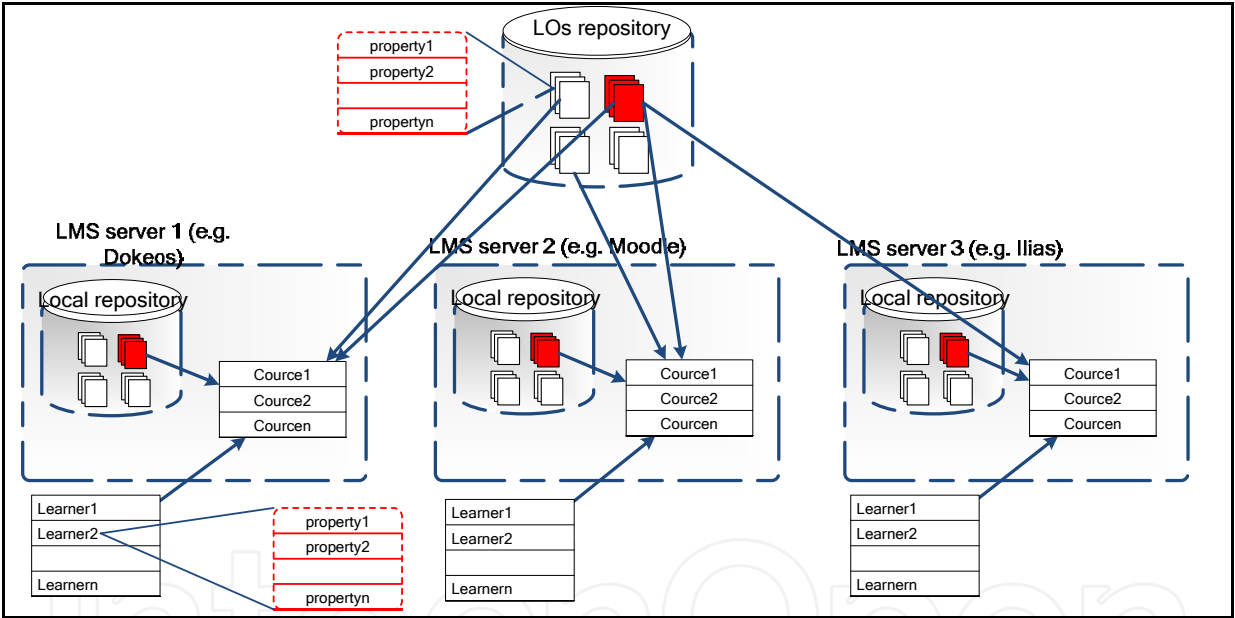 LOs repository
property1
property2
propertyn
LMS server 1 (e.g.
Dokeos)
LMS server 2 (e.g. Moodle)
LMS server 3 (e.g. Ilias)
Local repository
Local repository
Local repository
Cource1
Cource2
Courcen
Cource1
Cource2
Courcen
Cource1
Cource2
Courcen
Learner1
Learner2
Learnern
property1
property2
propertyn
Learner1
Learner2
Learnern
Learner1
Learner2
Learnern